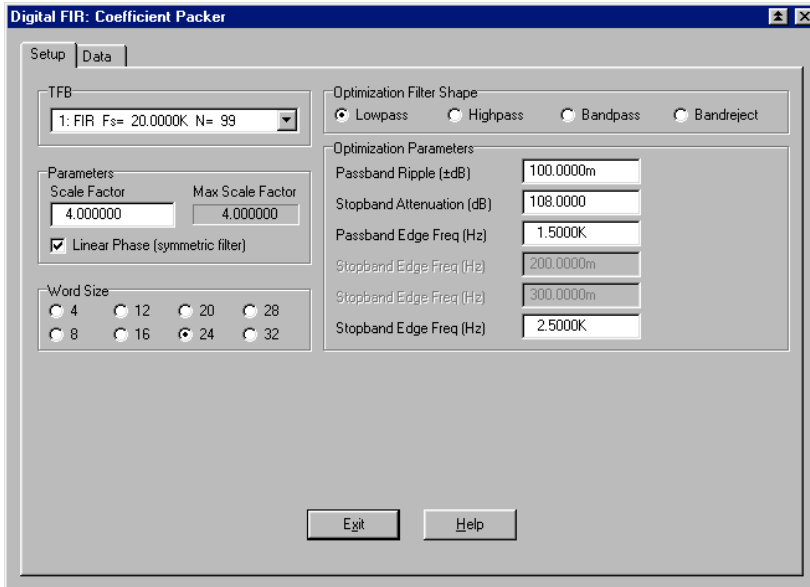 Digital FIR: Coefficient Packer
Setup
Data
TFB
1: FIR Fs= 20.0000K N= 99
Parameters
Scale Factor
Max Scale Factor
4.000000
4.000000
Linear Phase (symmetric filter)
Word Size
4
12
20
28
8
16
24
32
Optimization Filter Shape
Lowpass
Highpass
Bandpass
Bandreject
Optimization Parameters
Passband Ripple (±dB)
100.0000m
Stopband Attenuation (dB)
108.0000
Passband Edge Freq (Hz)
1.5000K
Stopband Edge Freq (Hz)
200.0000m
Stopband Edge Freq (Hz)
300.0000m
Stopband Edge Freq (Hz)
2.5000K
Exit
Help